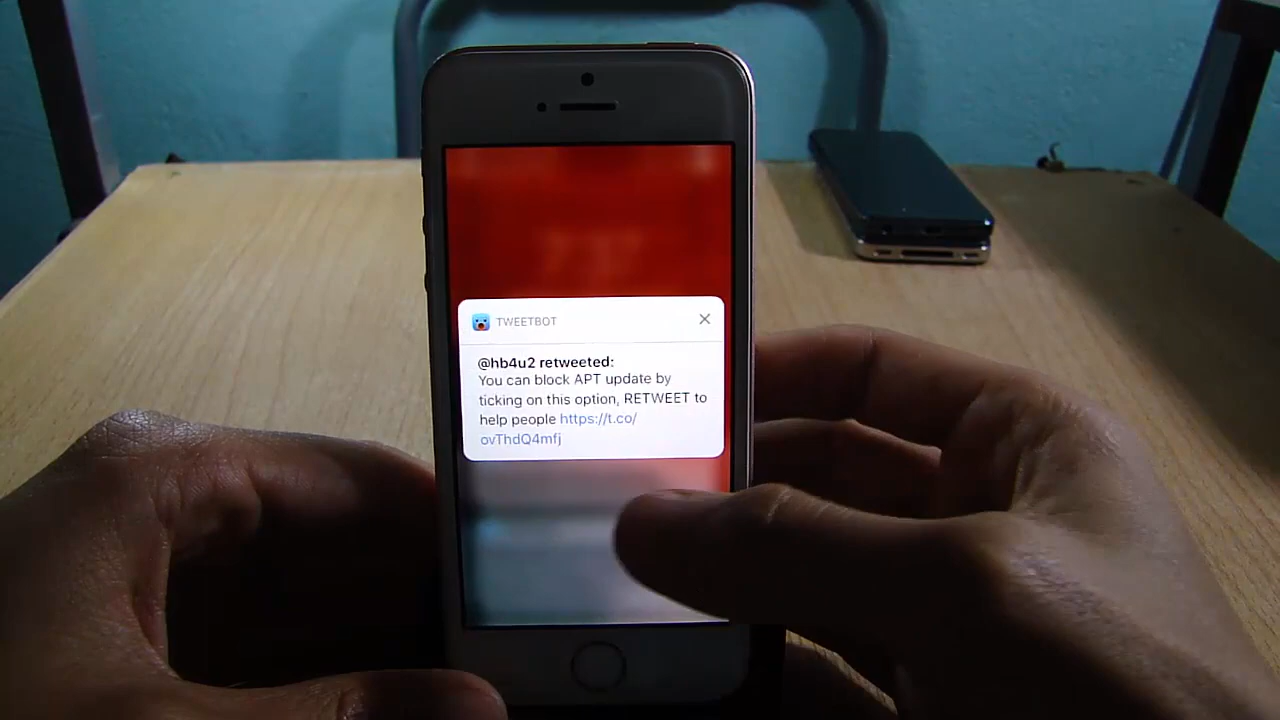 TWEETBOT
@hb4u2 retweeted:
You can block APT update by
ticking on this option, RETWEET to
help people https://t.co/
ovThdQ4mfj